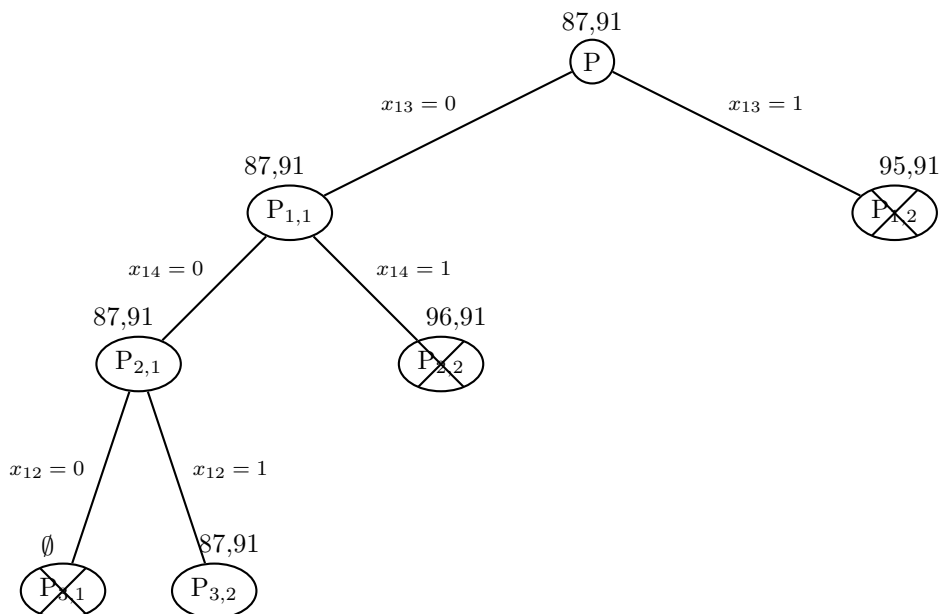 87,91
P
x₁₃ = 0
x₁₃ = 1
87,91
P₁,₁
95,91
P₁,₂
x₁₄ = 0
x₁₄ = 1
87,91
P₂,₁
96,91
P₂,₂
x₁₂ = 0
x₁₂ = 1
∅
P₃,₁
87,91
P₃,₂